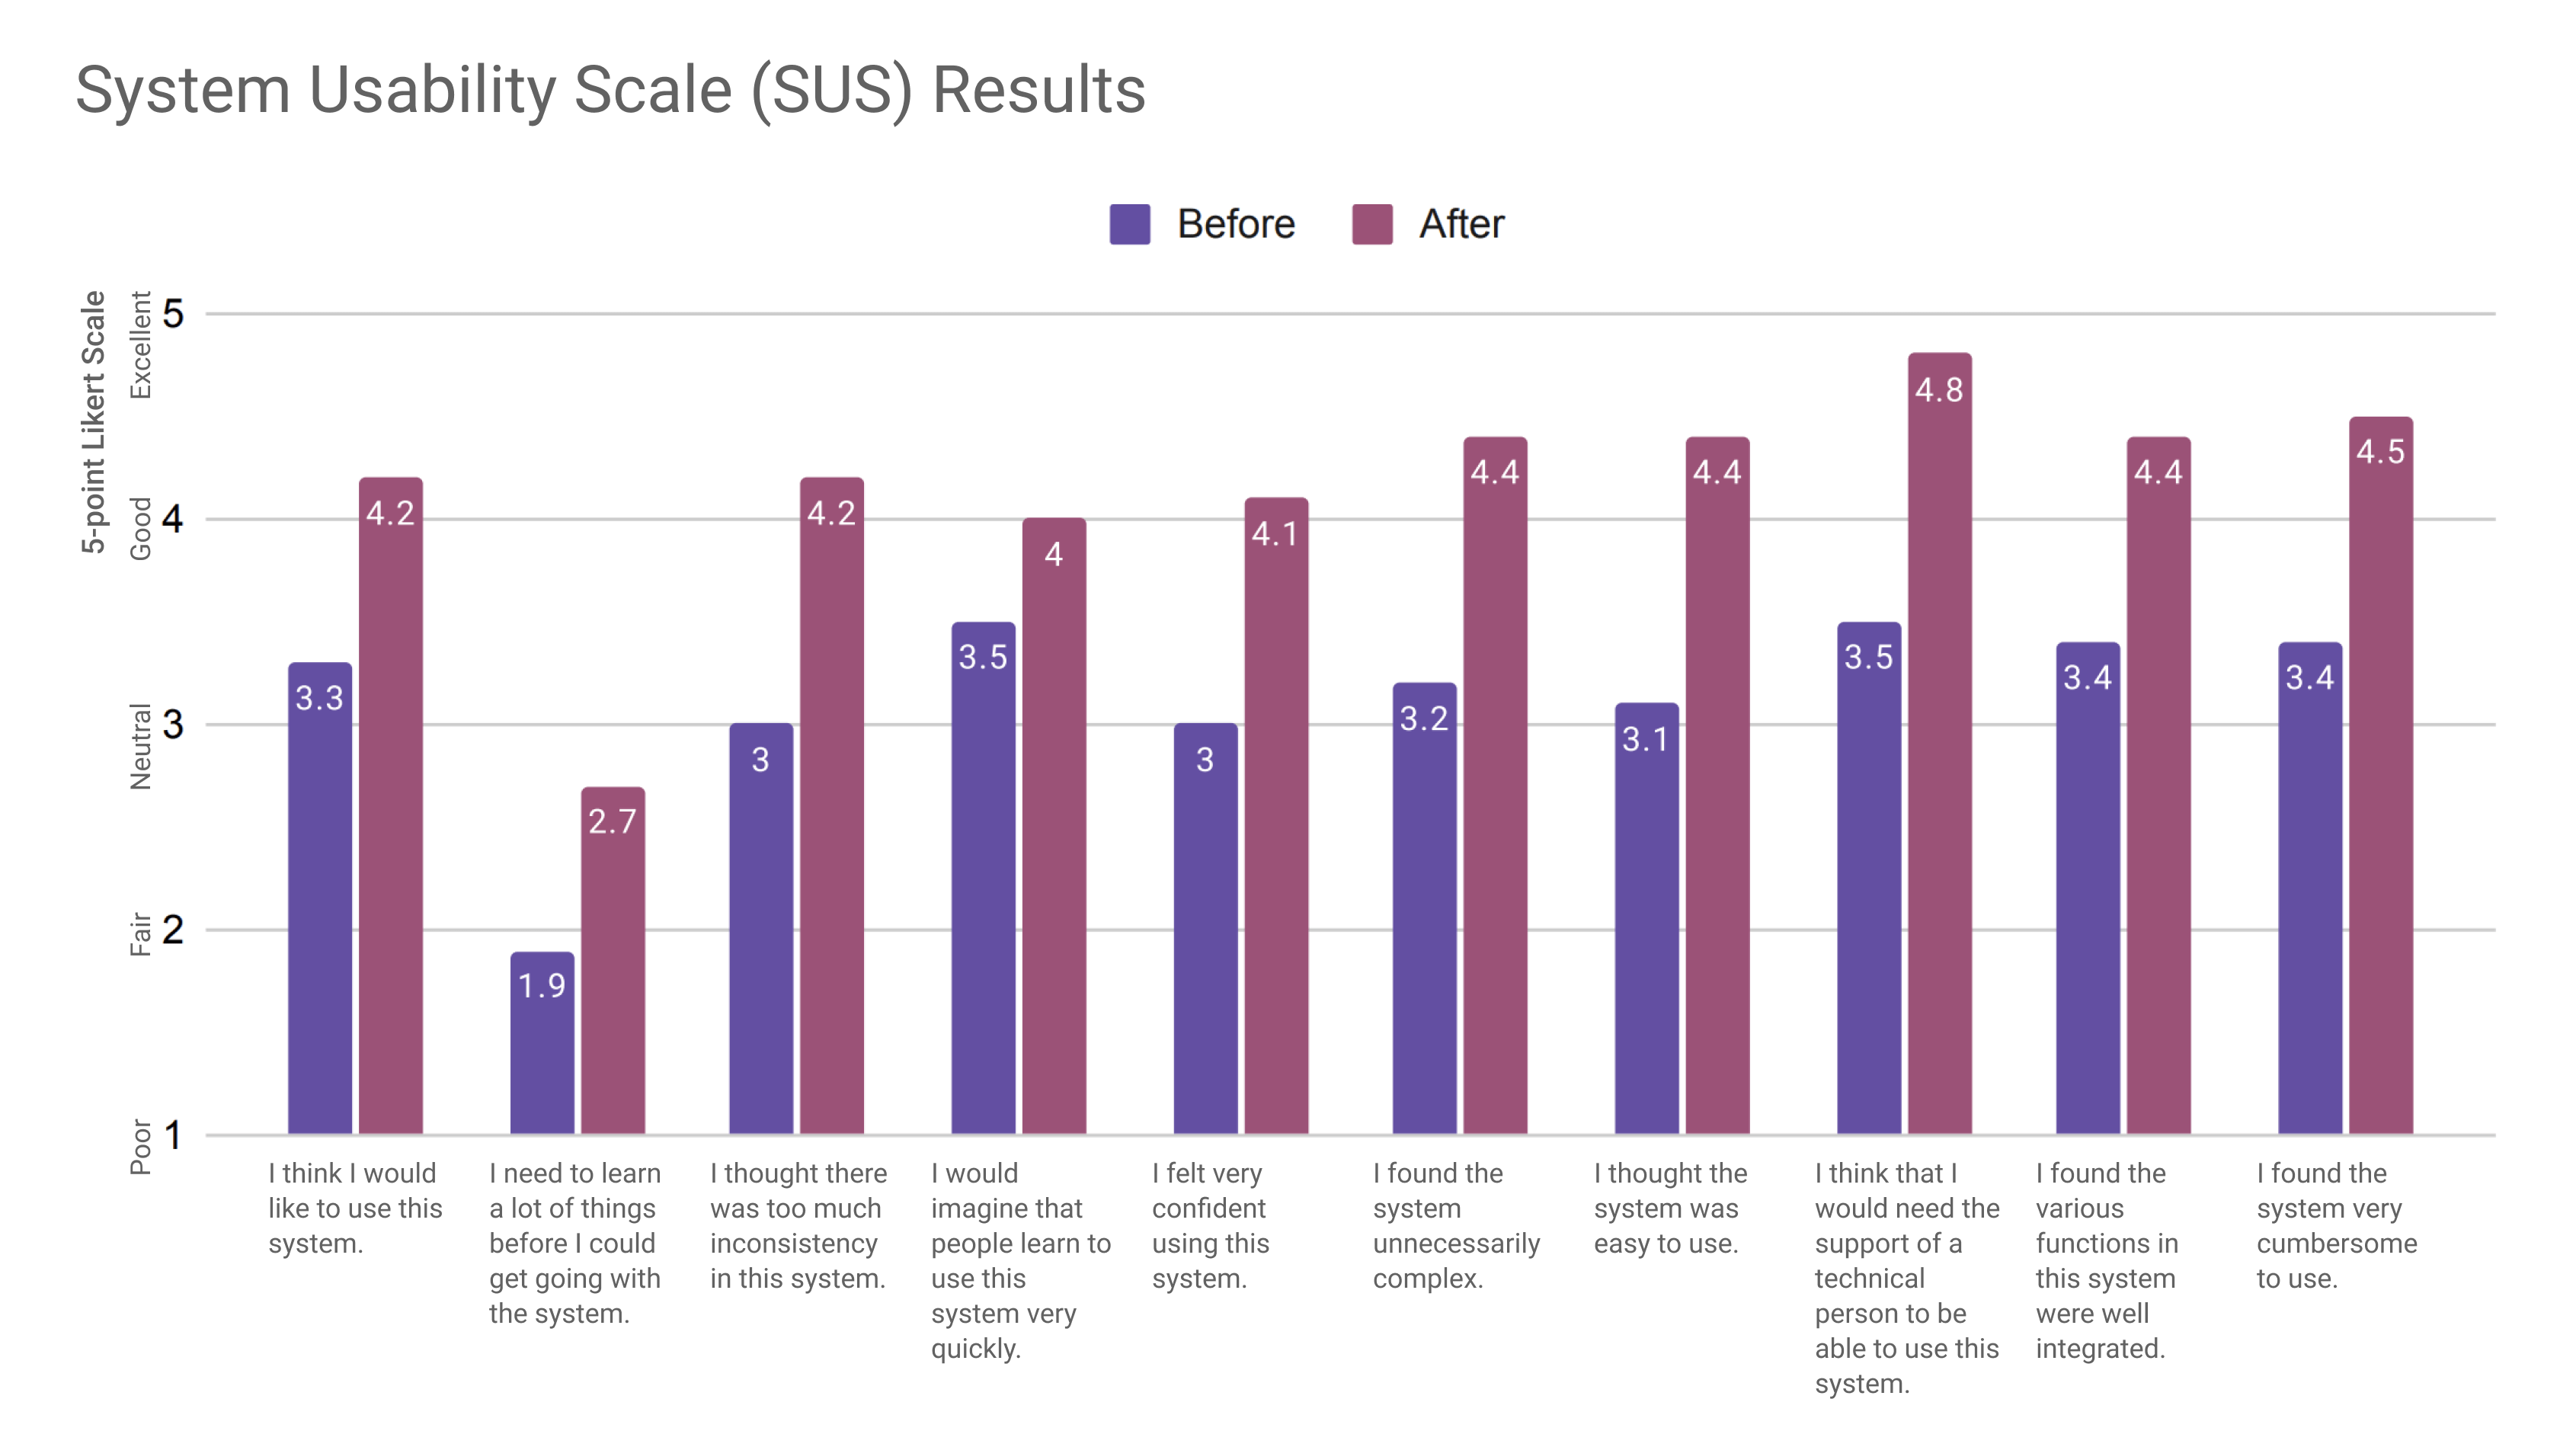 System Usability Scale (SUS) Results
Before
After
5-point Likert Scale
Excellent
5
Good
4
Neutral
3
Fair
2
Poor
1
3.3
4.2
1.9
2.7
3
4.2
3.5
4
3
4.1
3.2
4.4
3.1
4.4
3.5
4.8
3.4
4.4
3.4
4.5
I think I would
like to use this
system.
I need to learn
a lot of things
before I could
get going with
the system.
I thought there
was too much
inconsistency
in this system.
I would
imagine that
people learn to
use this
system very
quickly.
I felt very
confident
using this
system.
I found the
system
unnecessarily
complex.
I thought the
system was
easy to use.
I think that I
would need the
support of a
technical
person to be
able to use this
system.
I found the
various
functions in
this system
were well
integrated.
I found the
system very
cumbersome
to use.